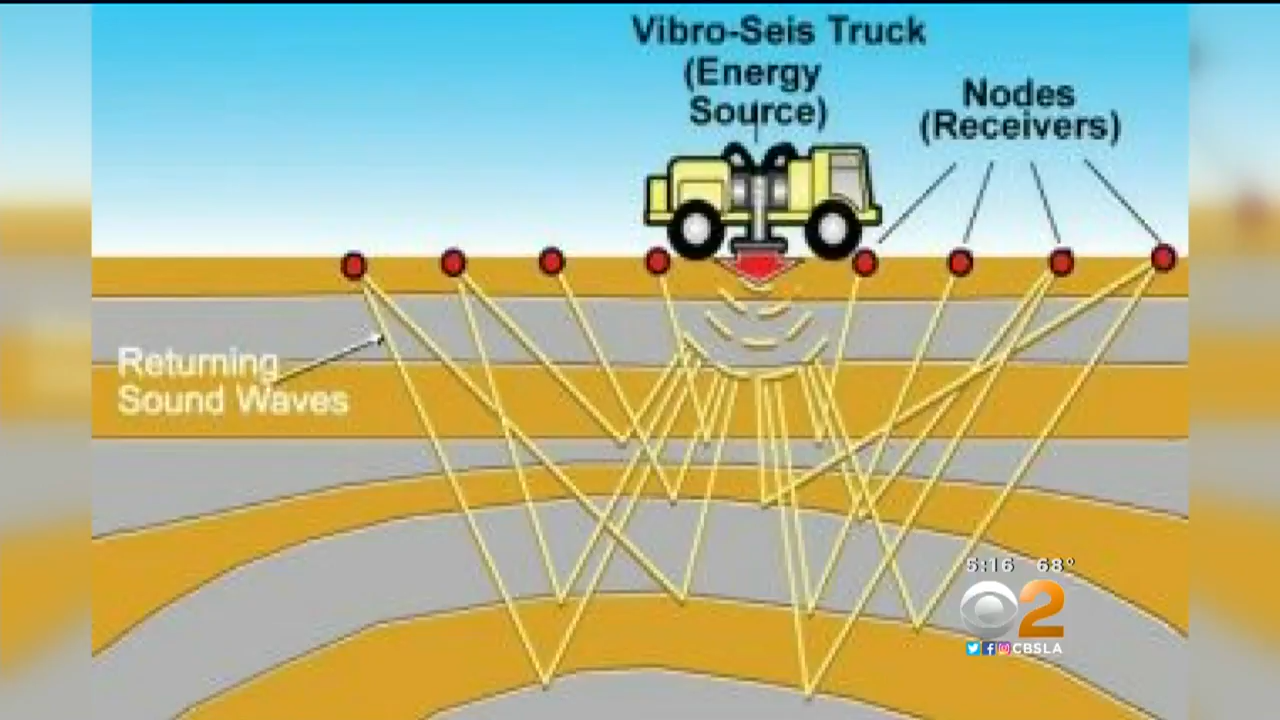 Vibro-Seis Truck
(Energy
Source)
Nodes
(Receivers)
Returning
Sound Waves
5:16 68°
2
CBSLA